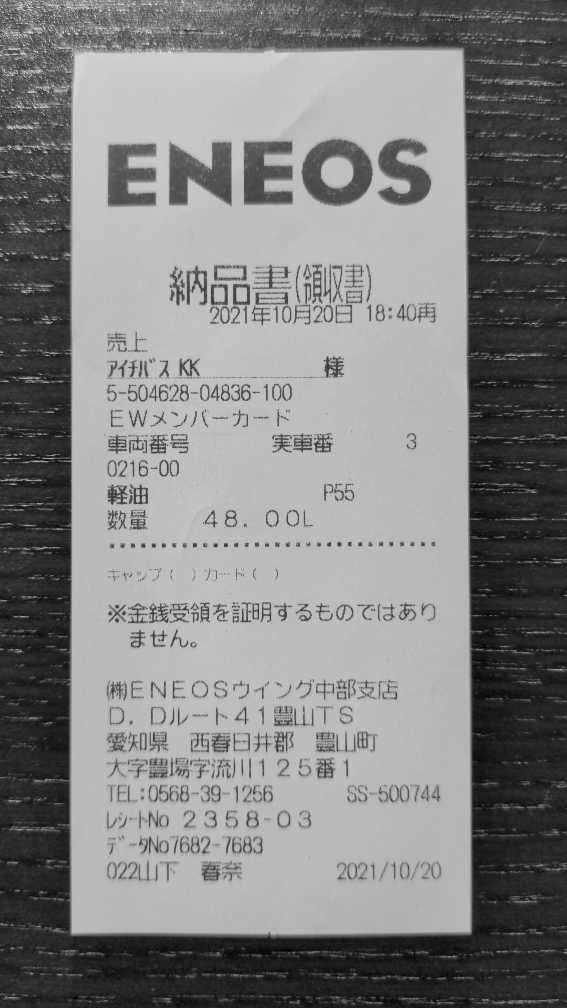 ENEOS
納品書(領収書)
2021年10月20日 18:40再
売上
ｱｲﾁﾊﾞｽ KK 様
5-504628-04836-100
ＥＷメンバーカード
車両番号 実車番 3
0216-00
軽油 P55
数量 48.00L
キャップ( ) カード( )
※金銭受領を証明するものではあり
ません。
㈱ＥＮＥＯＳウイング中部支店
Ｄ．Ｄルート４１豊山ＴＳ
愛知県 西春日井郡 豊山町
大字豊場字流川１２５番１
TEL:0568-39-1256 SS-500744
ﾚｼｰﾄNo ２３５８-０３
ﾃﾞｰﾀNo7682-7683
022山下 春奈 2021/10/20